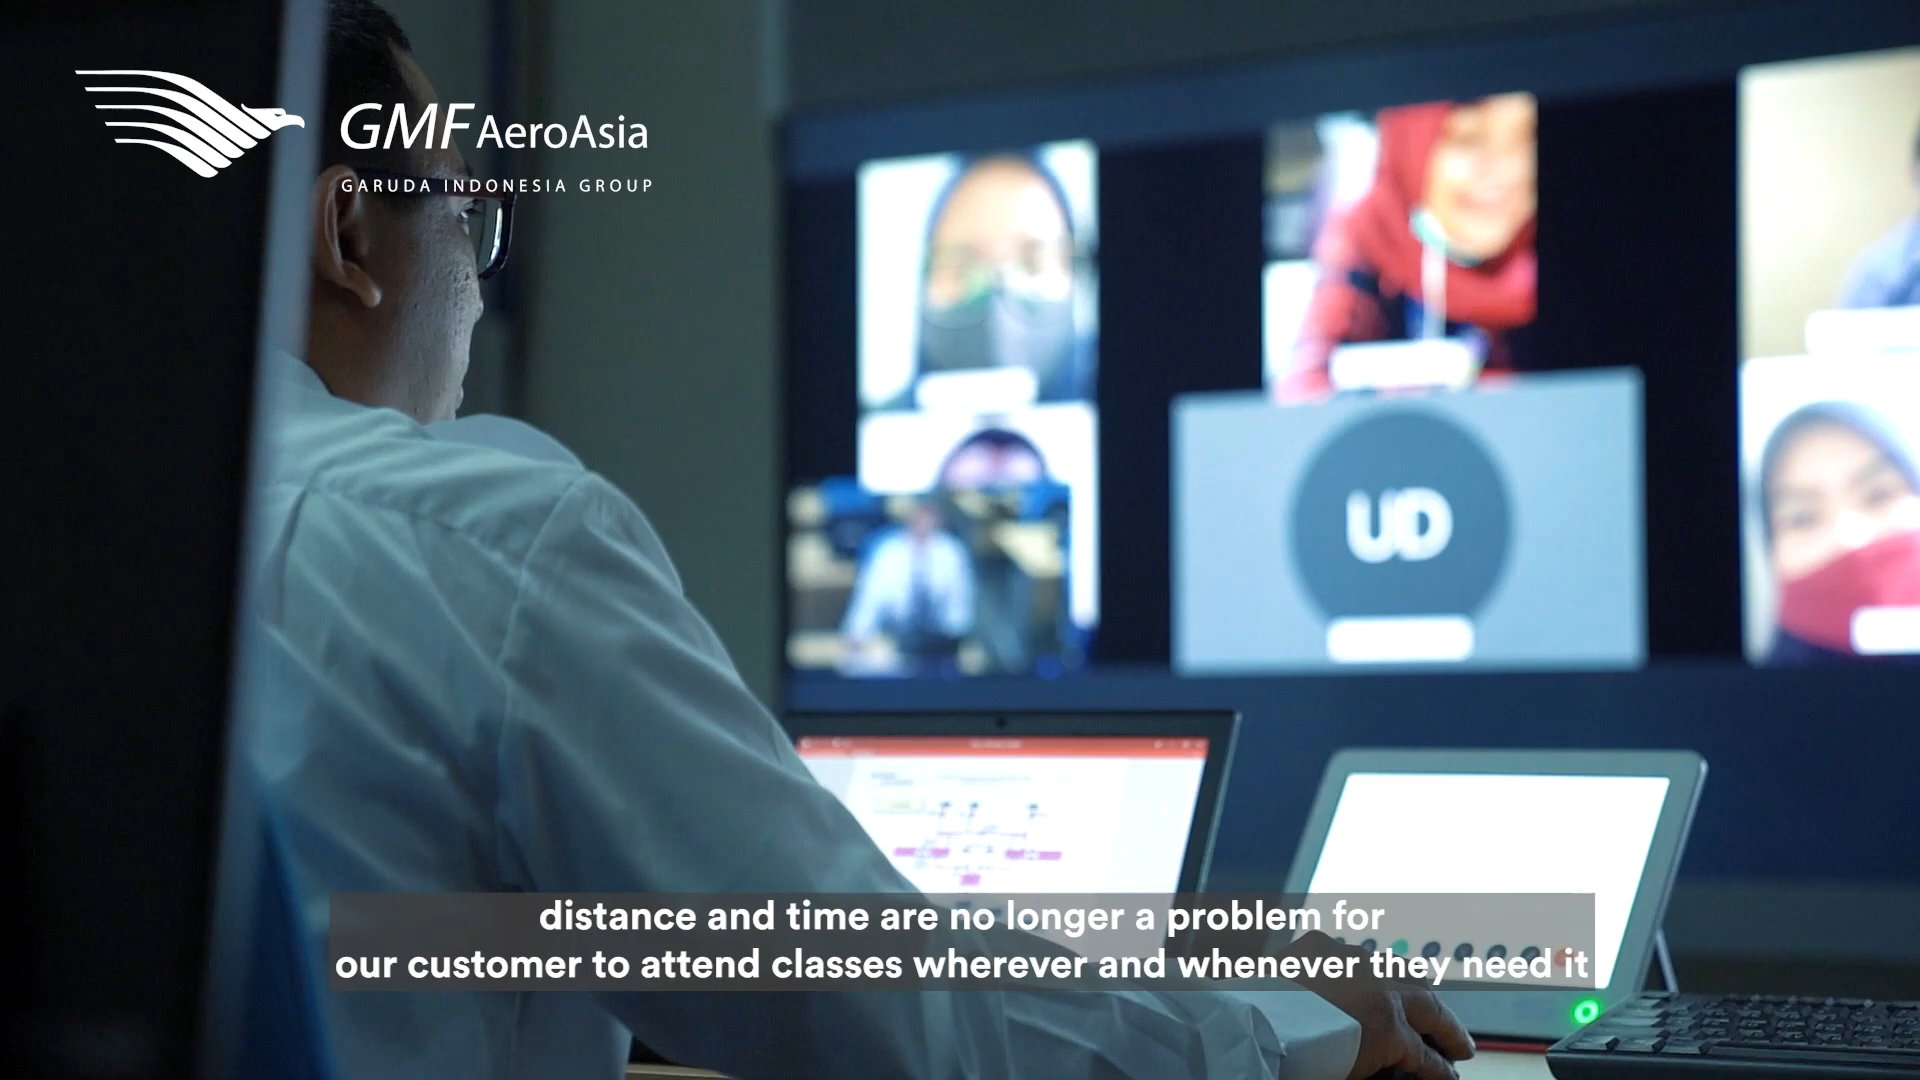 GMF AeroAsia
GARUDA INDONESIA GROUP
UD
distance and time are no longer a problem for
our customer to attend classes wherever and whenever they need it